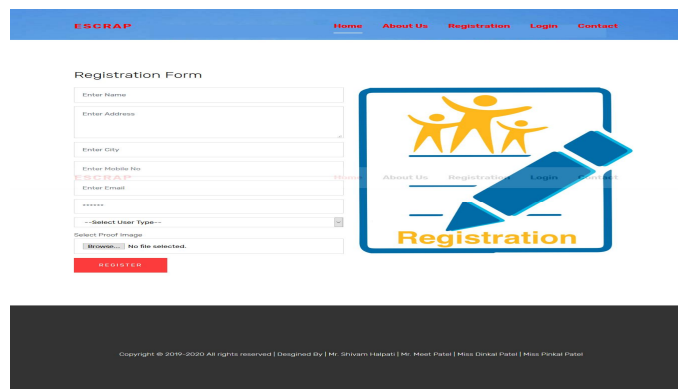 ESCRAP Home About Us Registration Login Contact
Registration Form
Enter Name
Enter Address
Enter City
Enter Mobile No
ESCRAP Home About Us Registration Login Contact
Enter Email
******
--Select User Type--
Select Proof Image
Browse... No file selected.
REGISTER
Registration
Copyright © 2019-2020 All rights reserved | Desgined By | Mr. Shivam Halpati | Mr. Meet Patel | Miss Dinkal Patel | Miss Pinkal Patel